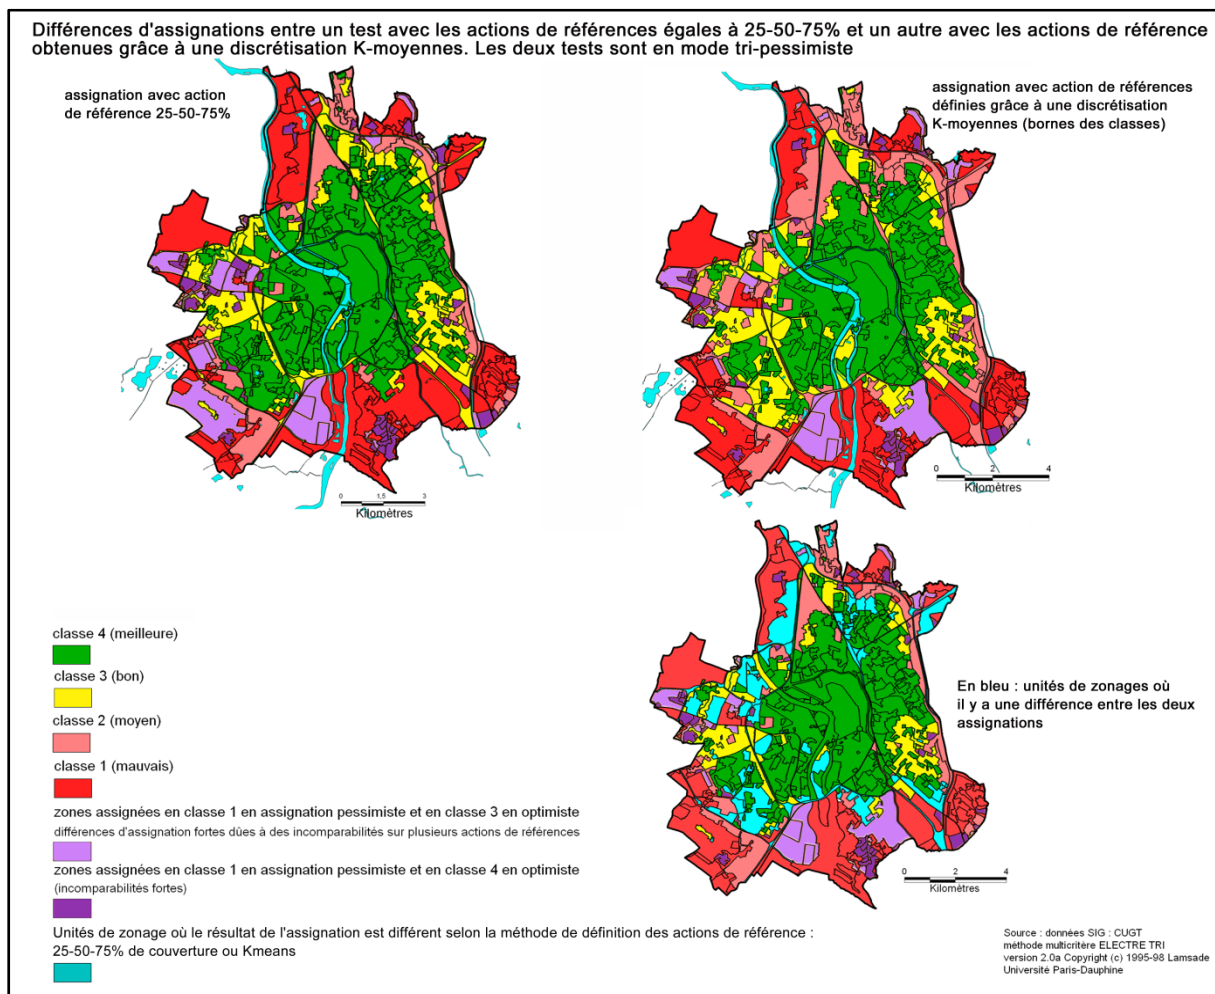 Différences d'assignations entre un test avec les actions de références égales à 25-50-75% et un autre avec les actions de référence
obtenues grâce à une discrétisation K-moyennes. Les deux tests sont en mode tri-pessimiste
assignation avec action
de référence 25-50-75%
assignation avec action de références
définies grâce à une discrétisation
K-moyennes (bornes des classes)
0 1,5 3
Kilomètres
0 2 4
Kilomètres
classe 4 (meilleure)
classe 3 (bon)
classe 2 (moyen)
classe 1 (mauvais)
zones assignées en classe 1 en assignation pessimiste et en classe 3 en optimiste
différences d'assignation fortes dûes à des incomparabilités sur plusieurs actions de références
zones assignées en classe 1 en assignation pessimiste et en classe 4 en optimiste
(incomparabilités fortes)
Unités de zonage où le résultat de l'assignation est différent selon la méthode de définition des actions de référence :
25-50-75% de couverture ou Kmeans
En bleu : unités de zonages où
il y a une différence entre les deux
assignations
0 2 4
Kilomètres
Source : données SIG : CUGT
méthode multicritère ELECTRE TRI
version 2.0a Copyright (c) 1995-98 Lamsade
Université Paris-Dauphine